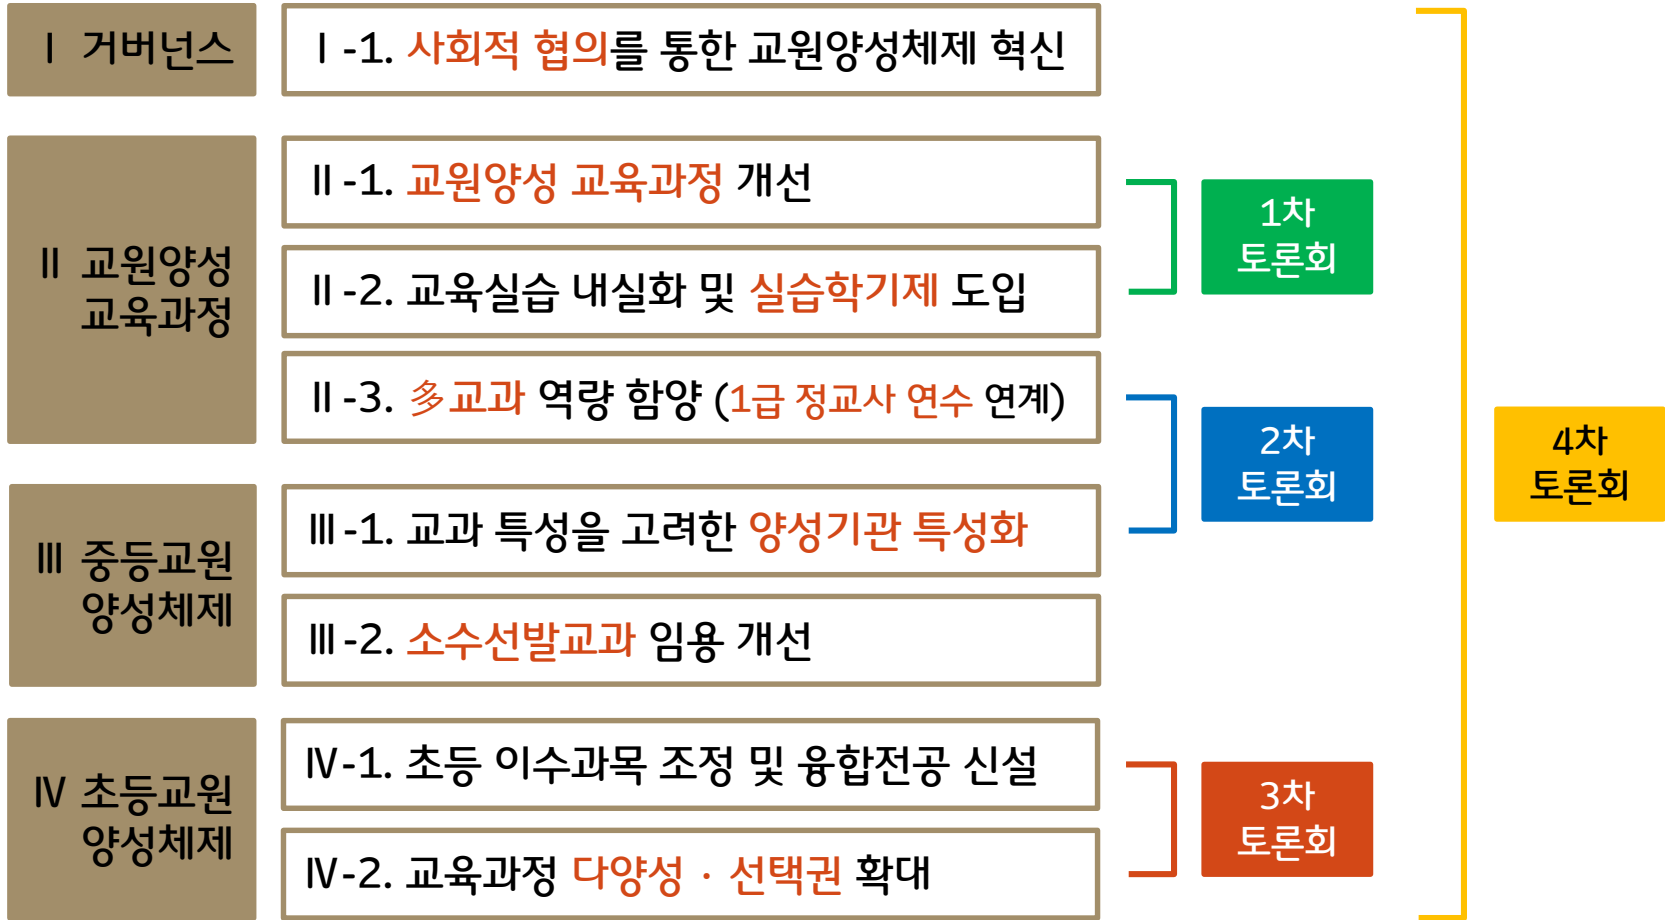 Ⅰ 거버넌스
Ⅰ-1. 사회적 협의를 통한 교원양성체제 혁신
Ⅱ 교원양성
교육과정
Ⅱ-1. 교원양성 교육과정 개선
Ⅱ-2. 교육실습 내실화 및 실습학기제 도입
Ⅱ-3. 多교과 역량 함양 (1급 정교사 연수 연계)
1차
토론회
2차
토론회
Ⅲ 중등교원
양성체제
Ⅲ-1. 교과 특성을 고려한 양성기관 특성화
Ⅲ-2. 소수선발교과 임용 개선
Ⅳ 초등교원
양성체제
Ⅳ-1. 초등 이수과목 조정 및 융합전공 신설
Ⅳ-2. 교육과정 다양성 · 선택권 확대
3차
토론회
4차
토론회